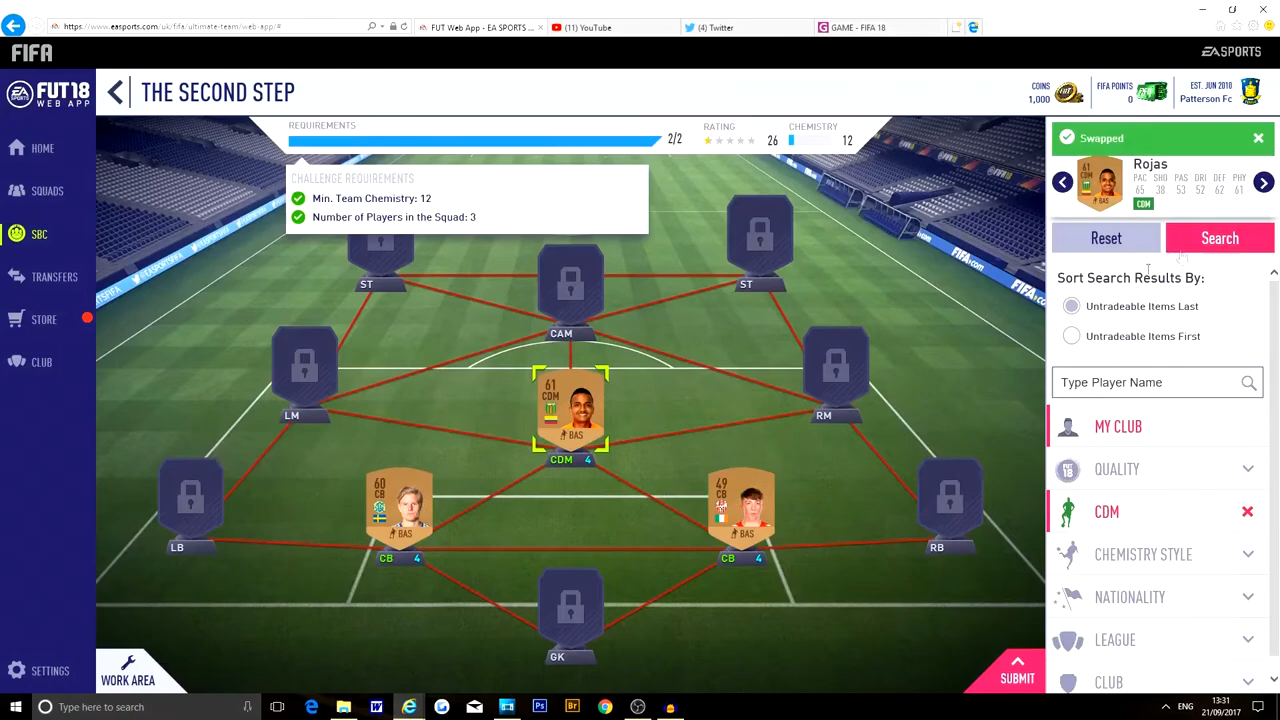 https://www.easports.com/uk/fifa/ultimate-team/web-app/#
FUT Web App - EA SPORTS ...
(11) YouTube
(4) Twitter
GAME - FIFA 18
FIFA
EA SPORTS
FUT18
WEB APP
THE SECOND STEP
COINS
1,000
FIFA POINTS
0
EST. JUN 2010
Patterson Fc
HOME
SQUADS
SBC
TRANSFERS
STORE
CLUB
SETTINGS
REQUIREMENTS
2/2
RATING
26
CHEMISTRY
12
CHALLENGE REQUIREMENTS
Min. Team Chemistry: 12
Number of Players in the Squad: 3
ST
ST
CAM
LM
RM
61
CDM
BAS
CDM 4
60
CB
BAS
CB 4
49
CB
BAS
CB 4
LB
RB
GK
WORK AREA
SUBMIT
Swapped
61
CDM
Rojas
PAC SHO PAS DRI DEF PHY
65 38 53 52 62 61
CDM
Reset
Search
Sort Search Results By:
Untradeable Items Last
Untradeable Items First
Type Player Name
MY CLUB
QUALITY
CDM
CHEMISTRY STYLE
NATIONALITY
LEAGUE
CLUB
Type here to search
ENG
13:31
21/09/2017